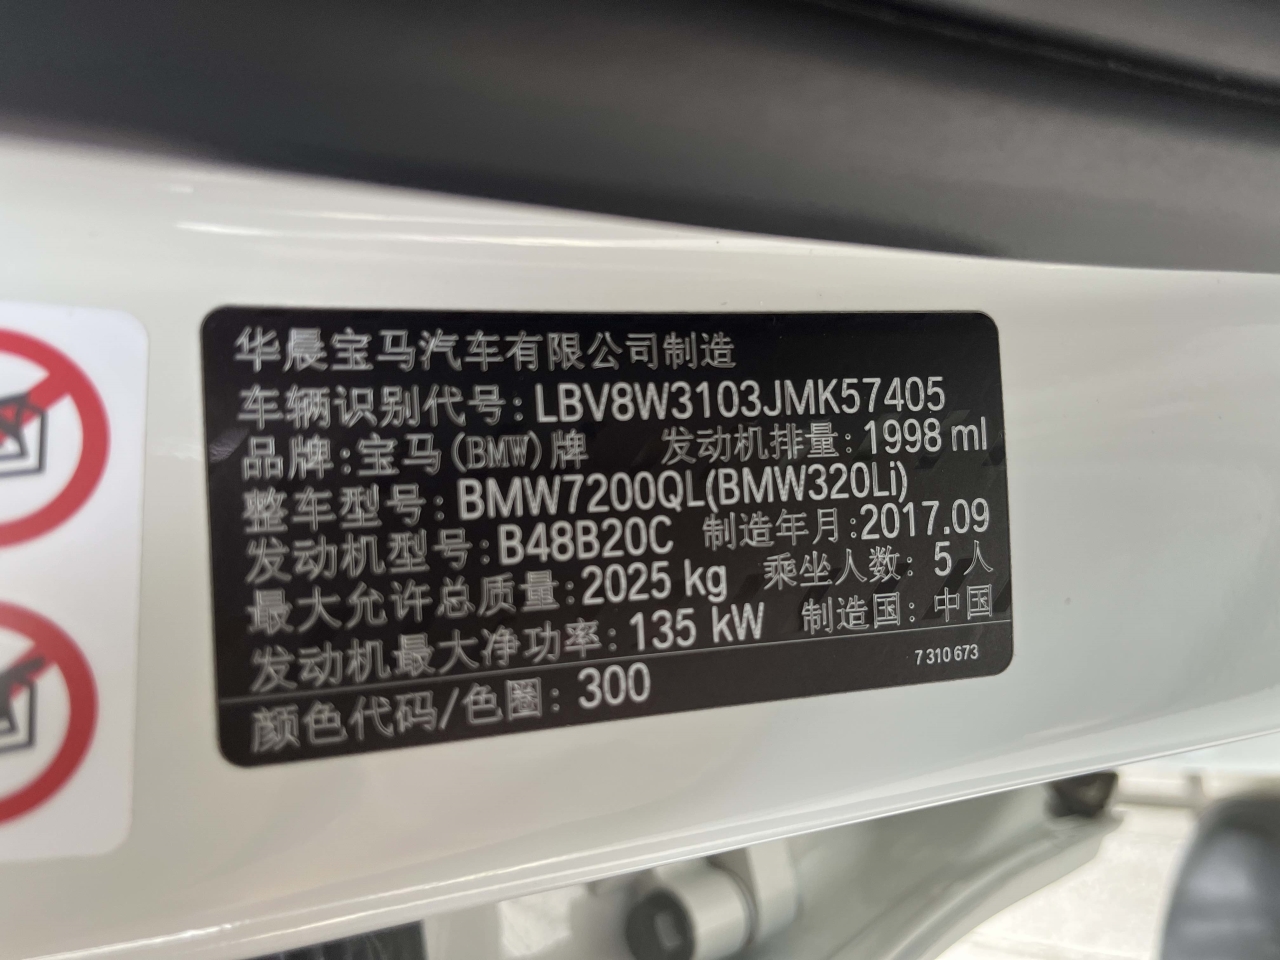 华晨宝马汽车有限公司制造
车辆识别代号: LBV8W3103JMK57405
品牌: 宝马(BMW)牌 发动机排量: 1998 ml
整车型号: BMW7200QL(BMW320Li)
发动机型号: B48B20C 制造年月: 2017.09
最大允许总质量: 2025 kg 乘坐人数: 5 人
发动机最大净功率: 135 kW 制造国: 中国
颜色代码/色圈: 300 7 310 673